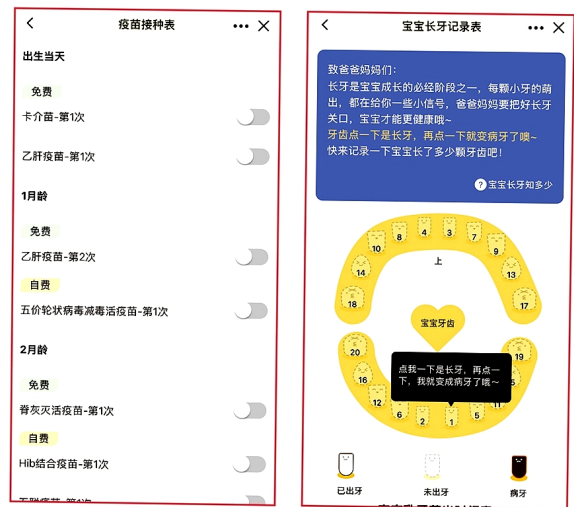 疫苗接种表
出生当天
免费
卡介苗-第1次
乙肝疫苗-第1次
1月龄
免费
乙肝疫苗-第2次
自费
五价轮状病毒减毒活疫苗-第1次
2月龄
免费
脊灰灭活疫苗-第1次
自费
Hib结合疫苗-第1次
宝宝长牙记录表
致爸爸妈妈们：
长牙是宝宝成长的必经阶段之一，每颗小牙的萌
出，都在给你一些小信号，爸爸妈妈要把好长牙
关口，宝宝才能更健康哦~
牙齿点一下是长牙，再点一下就变病牙了噢~
快来记录一下宝宝长了多少颗牙齿吧！
? 宝宝长牙知多少
8 4 3 7
10 9
上
14 13
18 17
宝宝牙齿
20 19
点我一下是长牙，再点一
下，我就变成病牙了哦~
16 5
12 11
6 2 1 5
已出牙 未出牙 病牙